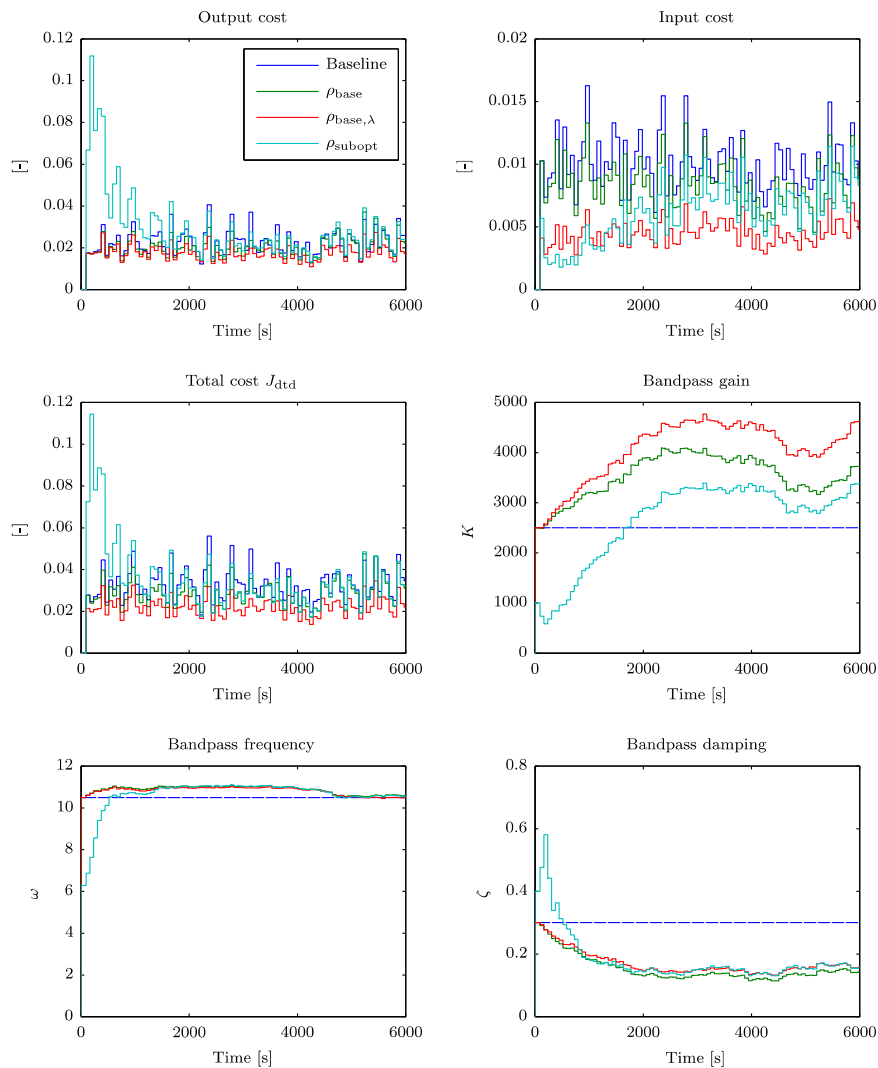 Output cost
0.12
0.1
0.08
0.06
0.04
0.02
0
[-]
0 2000 4000 6000
Time [s]
Baseline
ρbase
ρbase,λ
ρsubopt
Input cost
0.02
0.015
0.01
0.005
0
[-]
0 2000 4000 6000
Time [s]
Total cost Jdtd
0.12
0.1
0.08
0.06
0.04
0.02
0
[-]
0 2000 4000 6000
Time [s]
Bandpass gain
5000
4000
3000
2000
1000
0
K
0 2000 4000 6000
Time [s]
Bandpass frequency
12
10
8
6
4
2
0
ω
0 2000 4000 6000
Time [s]
Bandpass damping
0.8
0.6
0.4
0.2
0
ζ
0 2000 4000 6000
Time [s]